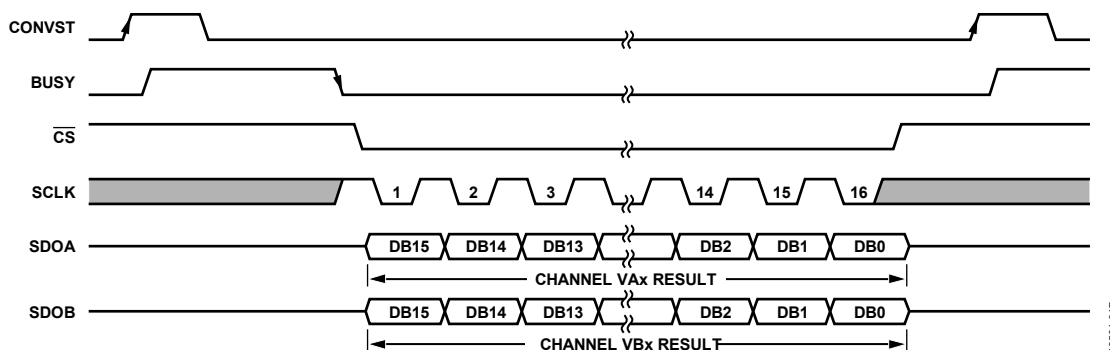 CONVST
BUSY
CS
SCLK 1 2 3 14 15 16
SDOA DB15 DB14 DB13 DB2 DB1 DB0
CHANNEL VAx RESULT
SDOB DB15 DB14 DB13 DB2 DB1 DB0
CHANNEL VBx RESULT